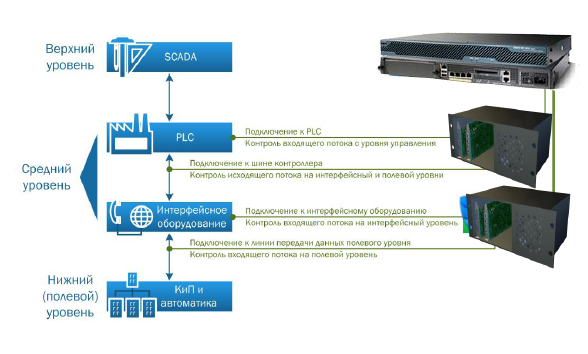 Верхний
уровень
SCADA
Средний
уровень
PLC
Подключение к PLC
Контроль входящего потока с уровня управления
Подключение к шине контроллера
Контроль исходящего потока на интерфейсный и полевой уровни
Интерфейсное
оборудование
Подключение к интерфейсному оборудованию
Контроль входящего потока на интерфейсный уровень
Подключение к линии передачи данных полевого уровня
Контроль входящего потока на полевой уровень
Нижний
(полевой)
уровень
КиП и
автоматика